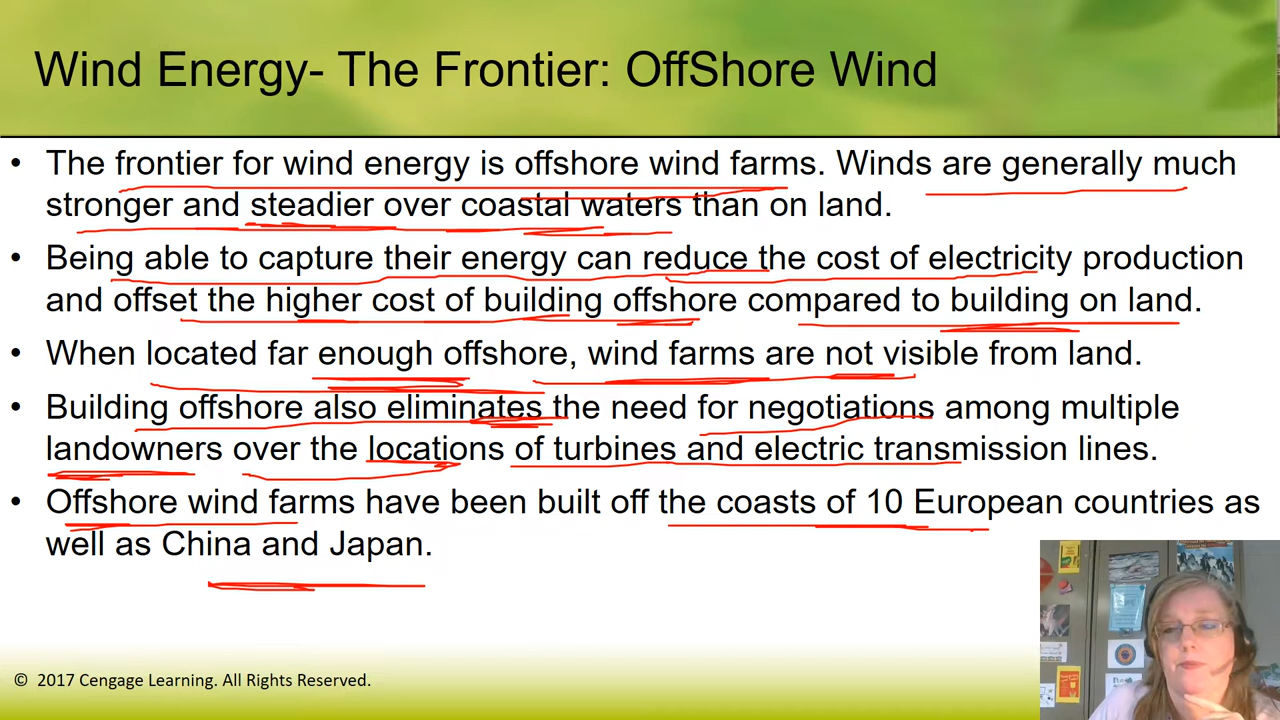 Wind Energy- The Frontier: OffShore Wind
• The frontier for wind energy is offshore wind farms. Winds are generally much
stronger and steadier over coastal waters than on land.
• Being able to capture their energy can reduce the cost of electricity production
and offset the higher cost of building offshore compared to building on land.
• When located far enough offshore, wind farms are not visible from land.
• Building offshore also eliminates the need for negotiations among multiple
landowners over the locations of turbines and electric transmission lines.
• Offshore wind farms have been built off the coasts of 10 European countries as
well as China and Japan.
© 2017 Cengage Learning. All Rights Reserved.